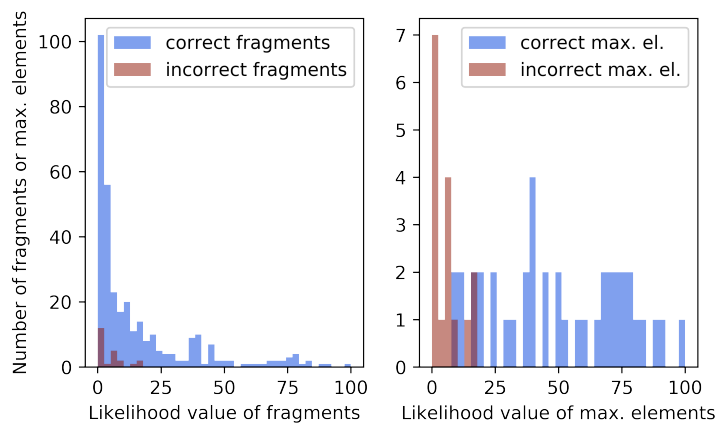 Number of fragments or max. elements
100
80
60
40
20
0
correct fragments
incorrect fragments
0 25 50 75 100
Likelihood value of fragments
7
6
5
4
3
2
1
0
correct max. el.
incorrect max. el.
0 25 50 75 100
Likelihood value of max. elements